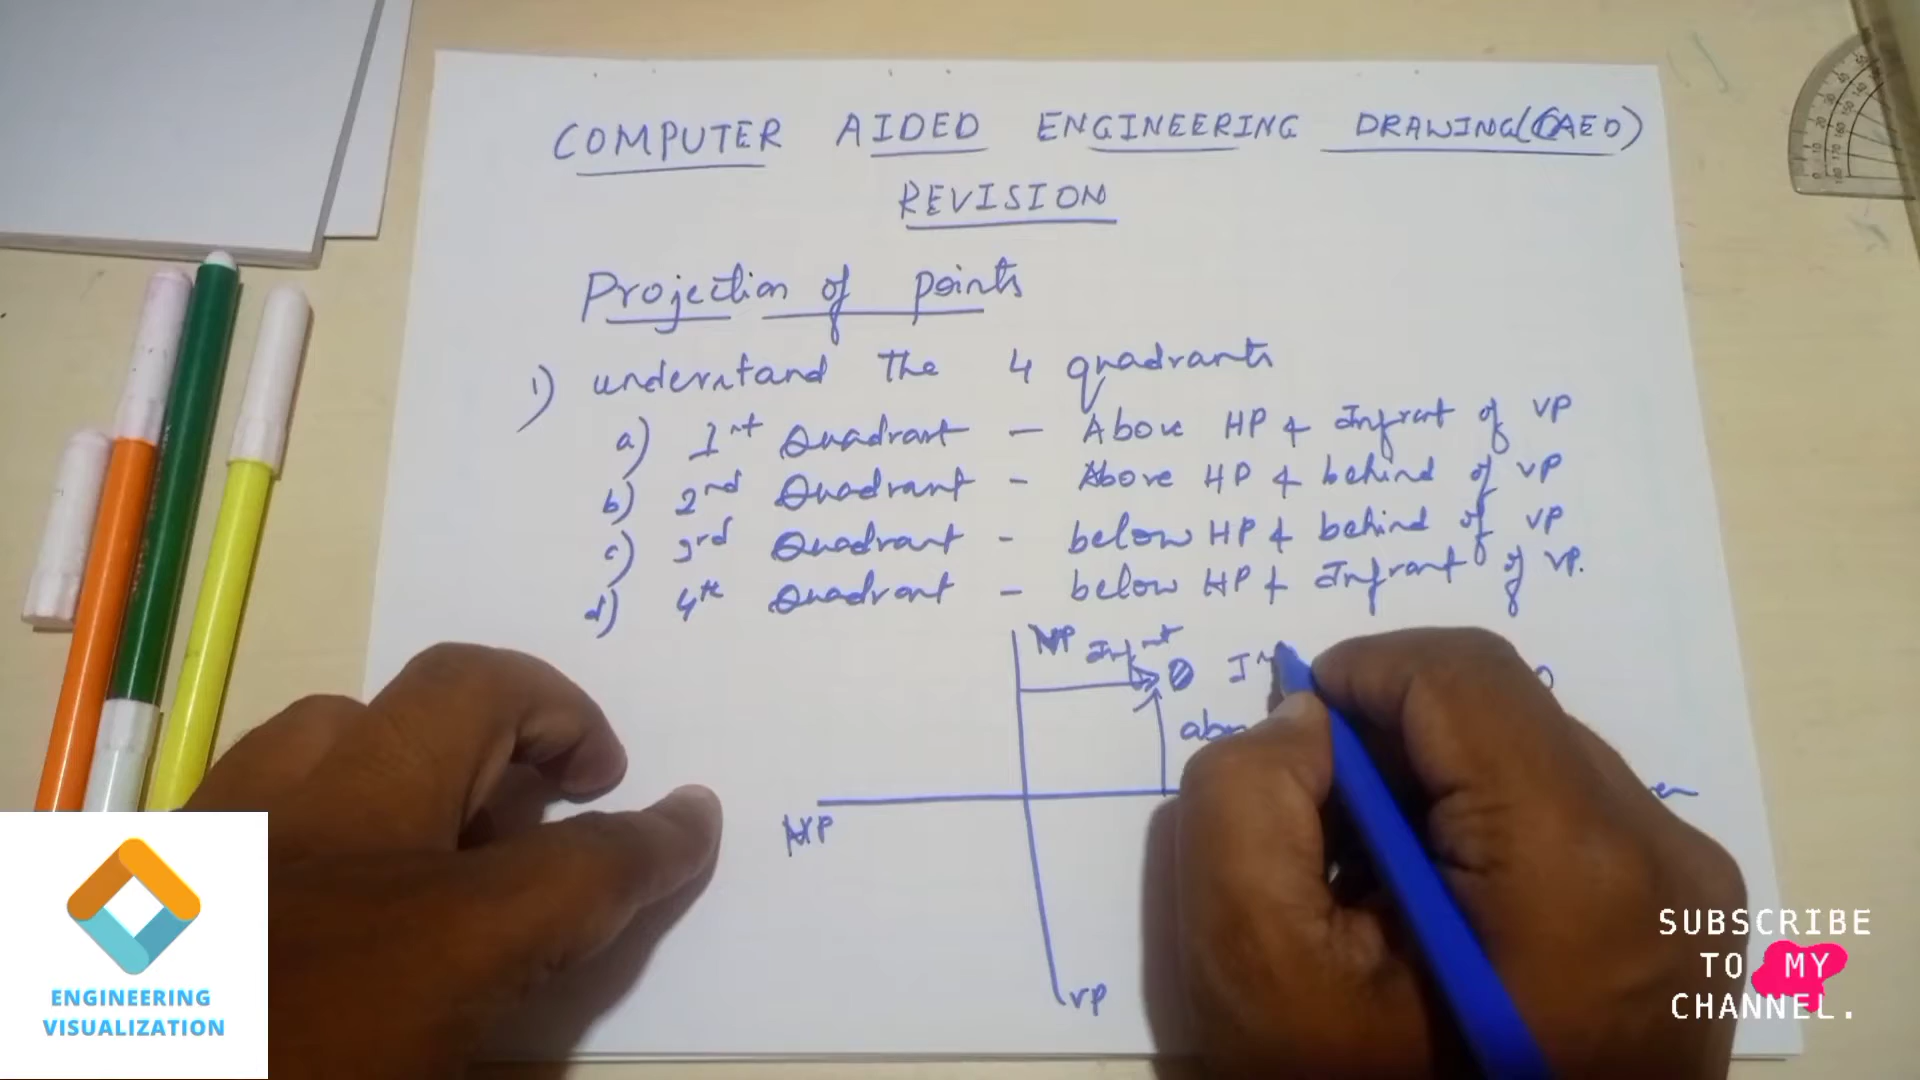 COMPUTER AIDED ENGINEERING DRAWING(CAED)
REVISION
Projection of points
1) understand the 4 quadrants
a) 1st Quadrant - Above HP & Infront of VP
b) 2nd Quadrant - Above HP & behind of VP
c) 3rd Quadrant - below HP & behind of VP
d) 4th Quadrant - below HP & Infront of VP.
VP Infront
HP
VP
ENGINEERING
VISUALIZATION
SUBSCRIBE
TO MY
CHANNEL.